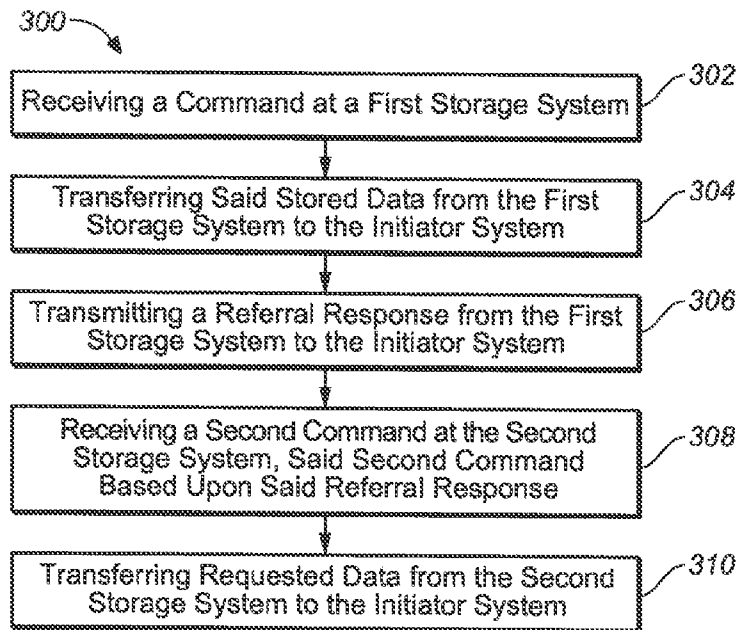 300
Receiving a Command at a First Storage System
302
Transferring Said Stored Data from the First
Storage System to the Initiator System
304
Transmitting a Referral Response from the First
Storage System to the Initiator System
306
Receiving a Second Command at the Second
Storage System, Said Second Command
Based Upon Said Referral Response
308
Transferring Requested Data from the Second
Storage System to the Initiator System
310